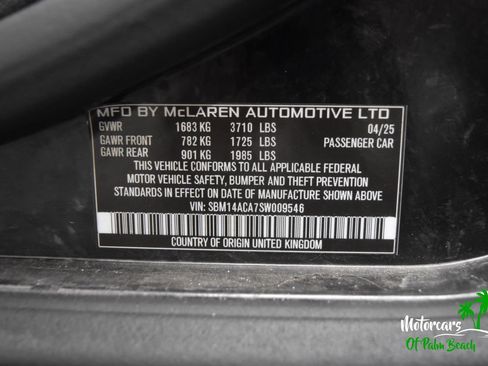 MFD BY McLAREN AUTOMOTIVE LTD
GVWR 1683 KG 3710 LBS 04/25
GAWR FRONT 782 KG 1725 LBS PASSENGER CAR
GAWR REAR 901 KG 1985 LBS
THIS VEHICLE CONFORMS TO ALL APPLICABLE FEDERAL
MOTOR VEHICLE SAFETY, BUMPER AND THEFT PREVENTION
STANDARDS IN EFFECT ON DATE OF MANUFACTURE SHOWN ABOVE
VIN: SBM14ACA7SW009546
COUNTRY OF ORIGIN UNITED KINGDOM
Motorcars
Of Palm Beach